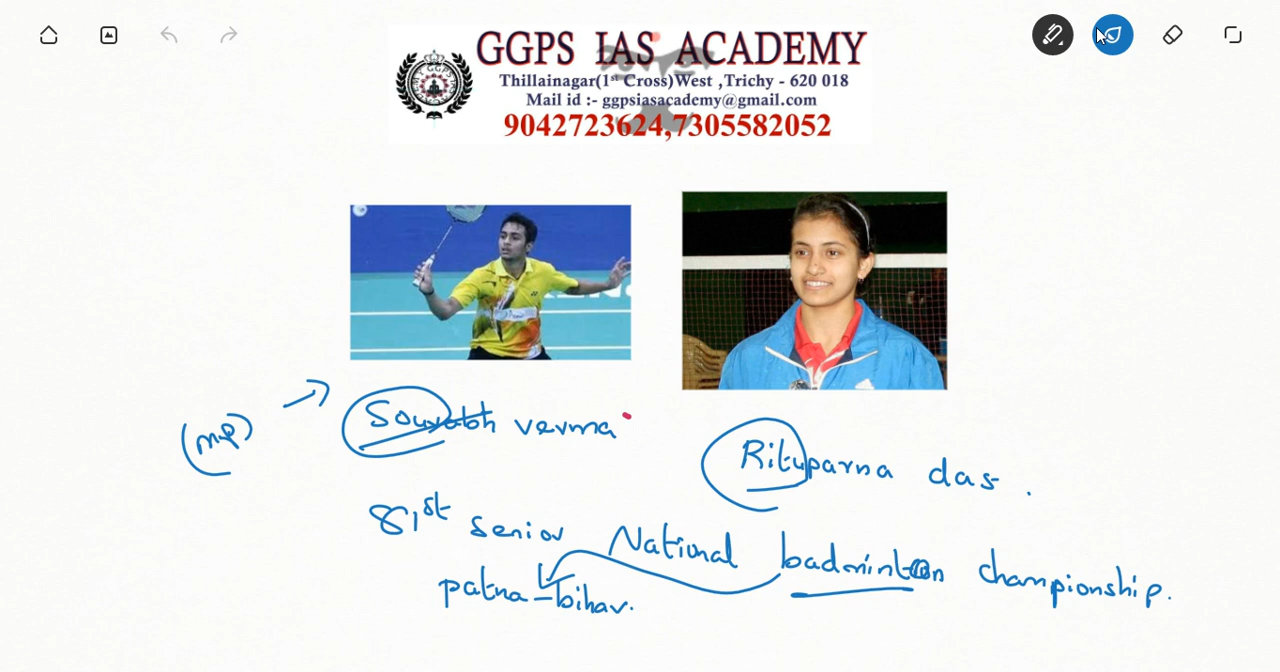 GGPS IAS ACADEMY
Thillainagar(1st Cross)West ,Trichy - 620 018
Mail id :- ggpsiasacademy@gmail.com
9042723624,7305582052
(MP) → Sourabh verma
Rituparna das.
81st senior National badminton championship.
patna - bihar.